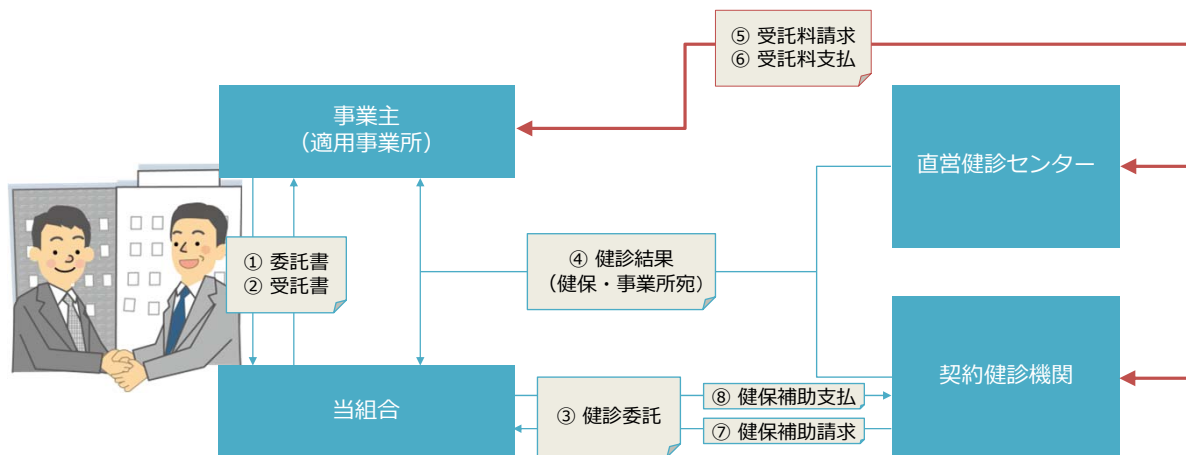 ⑤ 受託料請求
⑥ 受託料支払
事業主
（適用事業所）
直営健診センター
① 委託書
② 受託書
④ 健診結果
（健保・事業所宛）
当組合
③ 健診委託
⑧ 健保補助支払
⑦ 健保補助請求
契約健診機関